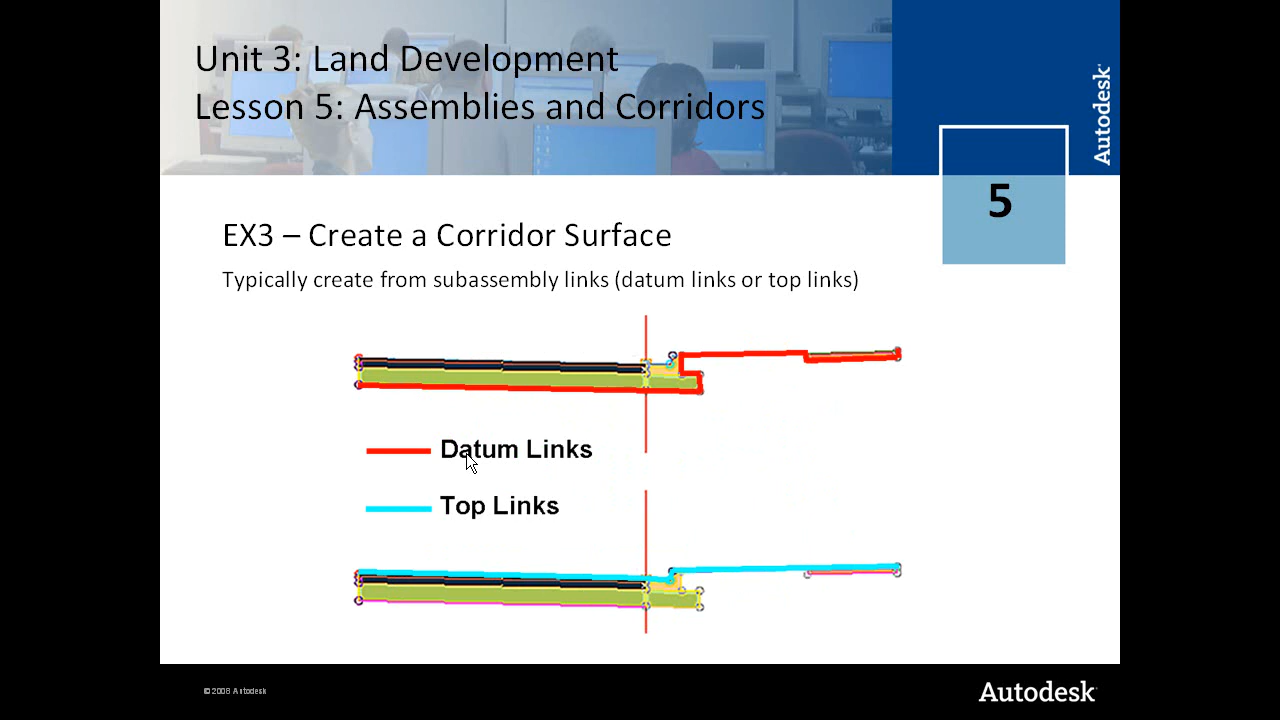 Unit 3: Land Development
Lesson 5: Assemblies and Corridors
Autodesk
5
EX3 – Create a Corridor Surface
Typically create from subassembly links (datum links or top links)
Datum Links
Top Links
© 2008 Autodesk
Autodesk